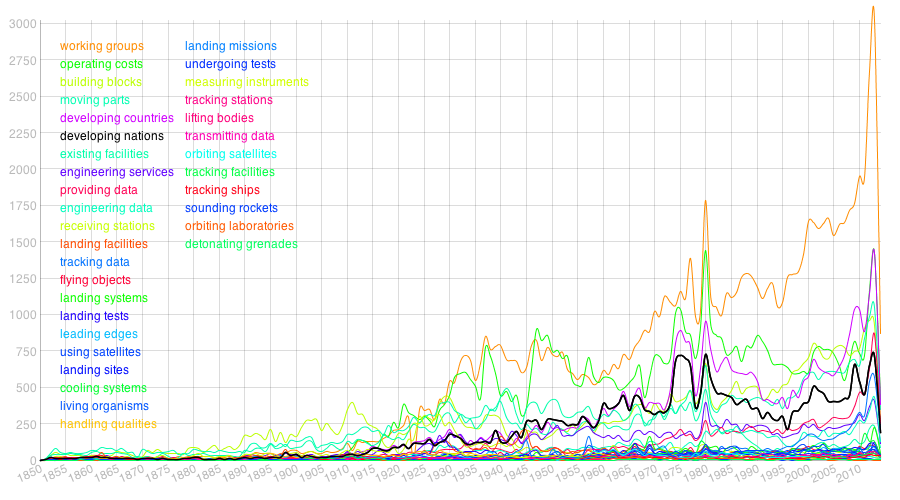 3000
2750
2500
2250
2000
1750
1500
1250
1000
750
500
250
0
working groups
operating costs
building blocks
moving parts
developing countries
developing nations
existing facilities
engineering services
providing data
engineering data
receiving stations
landing facilities
tracking data
flying objects
landing systems
landing tests
leading edges
using satellites
landing sites
cooling systems
living organisms
handling qualities
landing missions
undergoing tests
measuring instruments
tracking stations
lifting bodies
transmitting data
orbiting satellites
tracking facilities
tracking ships
sounding rockets
orbiting laboratories
detonating grenades
1850 1855 1860 1865 1870 1875 1880 1885 1890 1895 1900 1905 1910 1915 1920 1925 1930 1935 1940 1945 1950 1955 1960 1965 1970 1975 1980 1985 1990 1995 2000 2005 2010